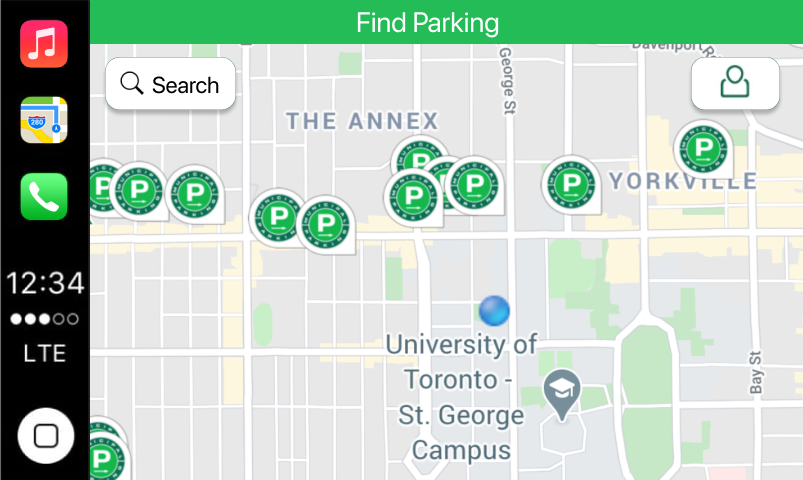 Find Parking
Davenport Rd
Search
George St
THE ANNEX
280
P
P
P
P
P
P
P
P
P
P
YORKVILLE
12:34
LTE
University of
Toronto -
St. George
Campus
Bay St
P